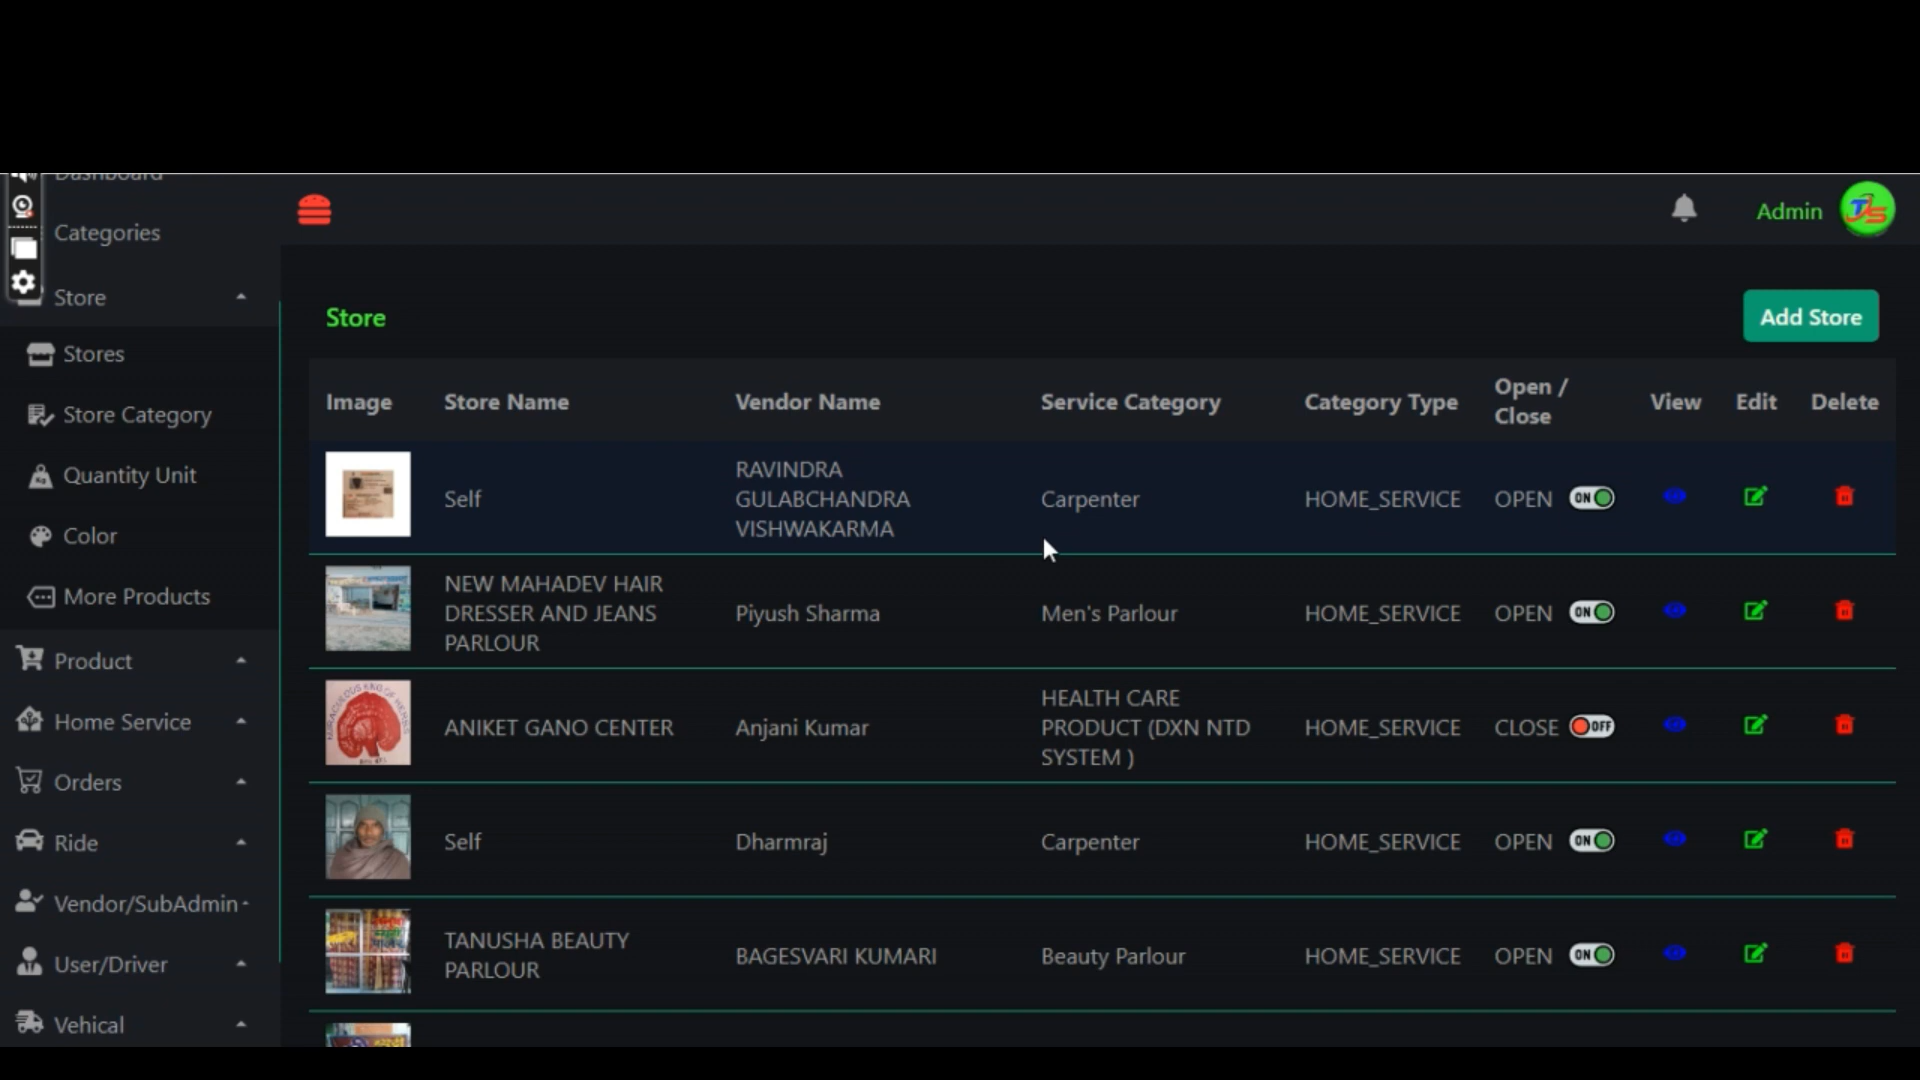 Dashboard
Admin
Categories
Store
Store
Add Store
Stores
Store Category
Quantity Unit
Color
More Products
Product
Home Service
Orders
Ride
Vendor/SubAdmin
User/Driver
Vehical
Image Store Name Vendor Name Service Category Category Type Open / Close View Edit Delete
Self
RAVINDRA
GULABCHANDRA
VISHWAKARMA
Carpenter HOME_SERVICE OPEN ON
NEW MAHADEV HAIR
DRESSER AND JEANS
PARLOUR
Piyush Sharma Men's Parlour HOME_SERVICE OPEN ON
ANIKET GANO CENTER Anjani Kumar
HEALTH CARE
PRODUCT (DXN NTD
SYSTEM )
HOME_SERVICE CLOSE OFF
Self Dharmraj Carpenter HOME_SERVICE OPEN ON
TANUSHA BEAUTY
PARLOUR
BAGESVARI KUMARI Beauty Parlour HOME_SERVICE OPEN ON